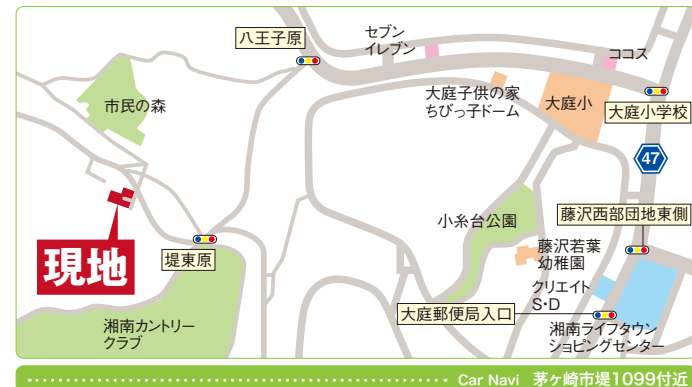 セブン
イレブン
八王子原
ココス
市民の森
大庭子供の家
ちびっ子ドーム
大庭小
大庭小学校
47
小糸台公園
藤沢西部団地東側
現地
堤東原
藤沢若葉
幼稚園
クリエイト
S・D
大庭郵便局入口
湘南カントリー
クラブ
湘南ライフタウン
ショピングセンター
Car Navi 茅ヶ崎市堤1099付近